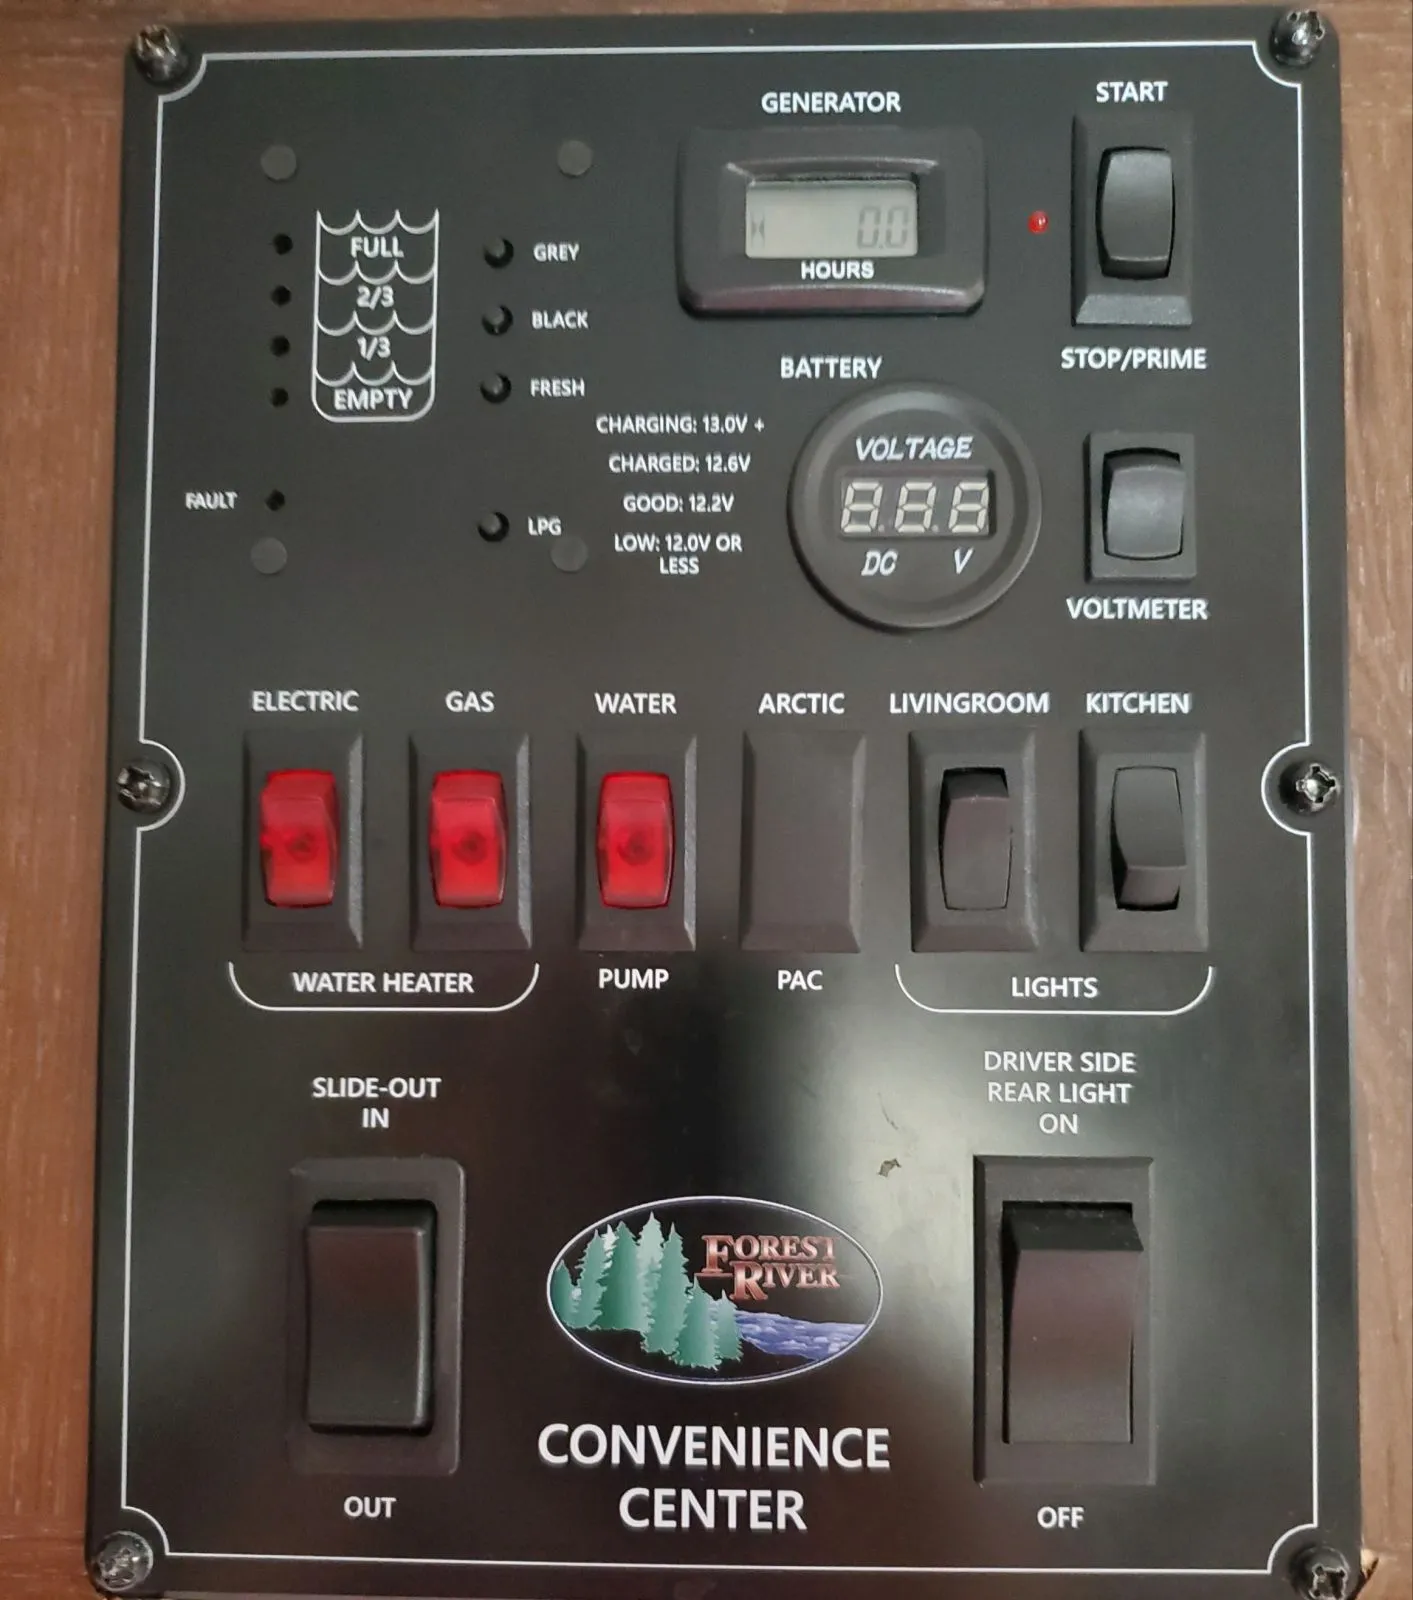 GENERATOR
START
FULL
2/3
1/3
EMPTY
GREY
BLACK
FRESH
0.0
HOURS
STOP/PRIME
BATTERY
CHARGING: 13.0V +
CHARGED: 12.6V
GOOD: 12.2V
LOW: 12.0V OR
LESS
VOLTAGE
8.8.8
DC V
FAULT
LPG
VOLTMETER
ELECTRIC
GAS
WATER
ARCTIC
LIVINGROOM
KITCHEN
WATER HEATER
PUMP
PAC
LIGHTS
SLIDE-OUT
IN
DRIVER SIDE
REAR LIGHT
ON
FOREST
RIVER
CONVENIENCE
CENTER
OUT
OFF